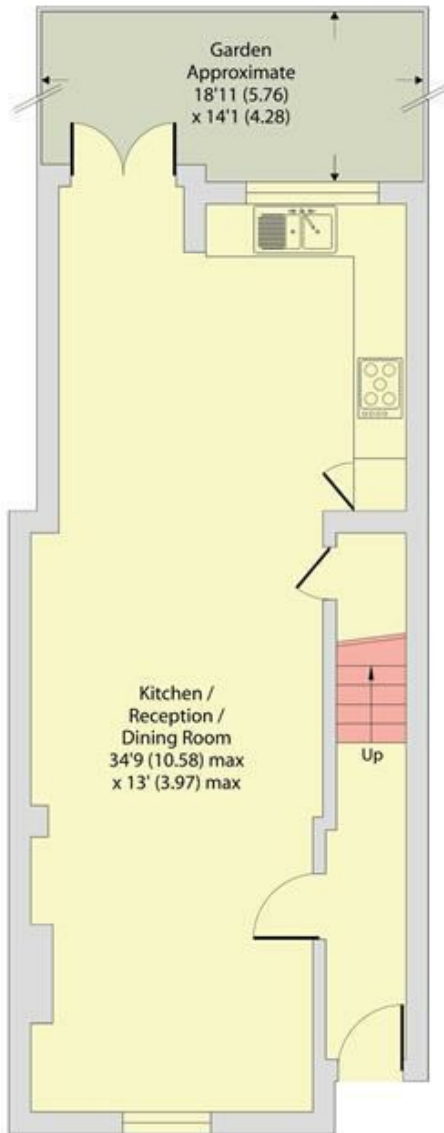 Garden
Approximate
18'11 (5.76)
x 14'1 (4.28)
Kitchen /
Reception /
Dining Room
34'9 (10.58) max
x 13' (3.97) max
Up